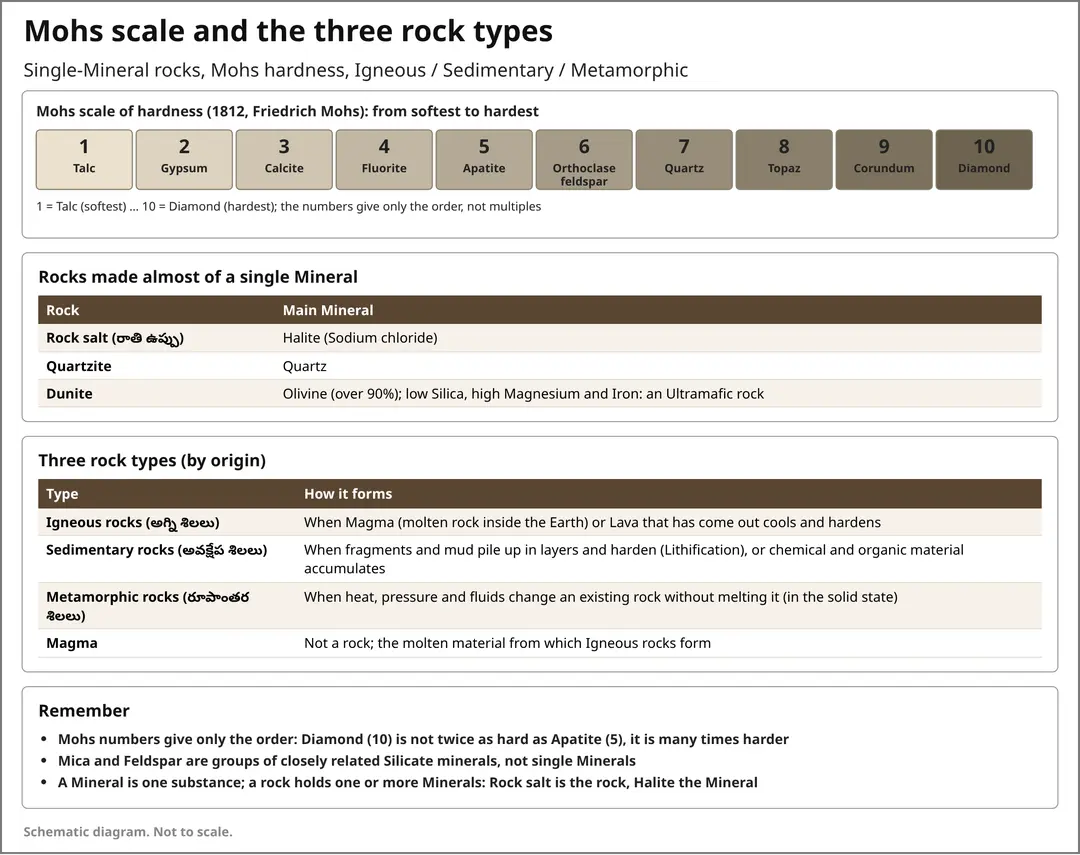 Mohs scale and the three rock types
Single-Mineral rocks, Mohs hardness, Igneous / Sedimentary / Metamorphic
Mohs scale of hardness (1812, Friedrich Mohs): from softest to hardest
1 2 3 4 5 6 7 8 9 10
Talc Gypsum Calcite Fluorite Apatite Orthoclase Quartz Topaz Corundum Diamond
feldspar
1 = Talc (softest) ... 10 = Diamond (hardest); the numbers give only the order, not multiples
Rocks made almost of a single Mineral
Rock Main Mineral
Rock salt (రాతి ఉప్పు) Halite (Sodium chloride)
Quartzite Quartz
Dunite Olivine (over 90%); low Silica, high Magnesium and Iron: an Ultramafic rock
Three rock types (by origin)
Type How it forms
Igneous rocks (అగ్ని శిలలు) When Magma (molten rock inside the Earth) or Lava that has come out cools and hardens
Sedimentary rocks (అవక్షేప శిలలు) When fragments and mud pile up in layers and harden (Lithification), or chemical and organic material
accumulates
Metamorphic rocks (రూపాంతర When heat, pressure and fluids change an existing rock without melting it (in the solid state)
శిలలు)
Magma Not a rock; the molten material from which Igneous rocks form
Remember
• Mohs numbers give only the order: Diamond (10) is not twice as hard as Apatite (5), it is many times harder
• Mica and Feldspar are groups of closely related Silicate minerals, not single Minerals
• A Mineral is one substance; a rock holds one or more Minerals: Rock salt is the rock, Halite the Mineral
Schematic diagram. Not to scale.